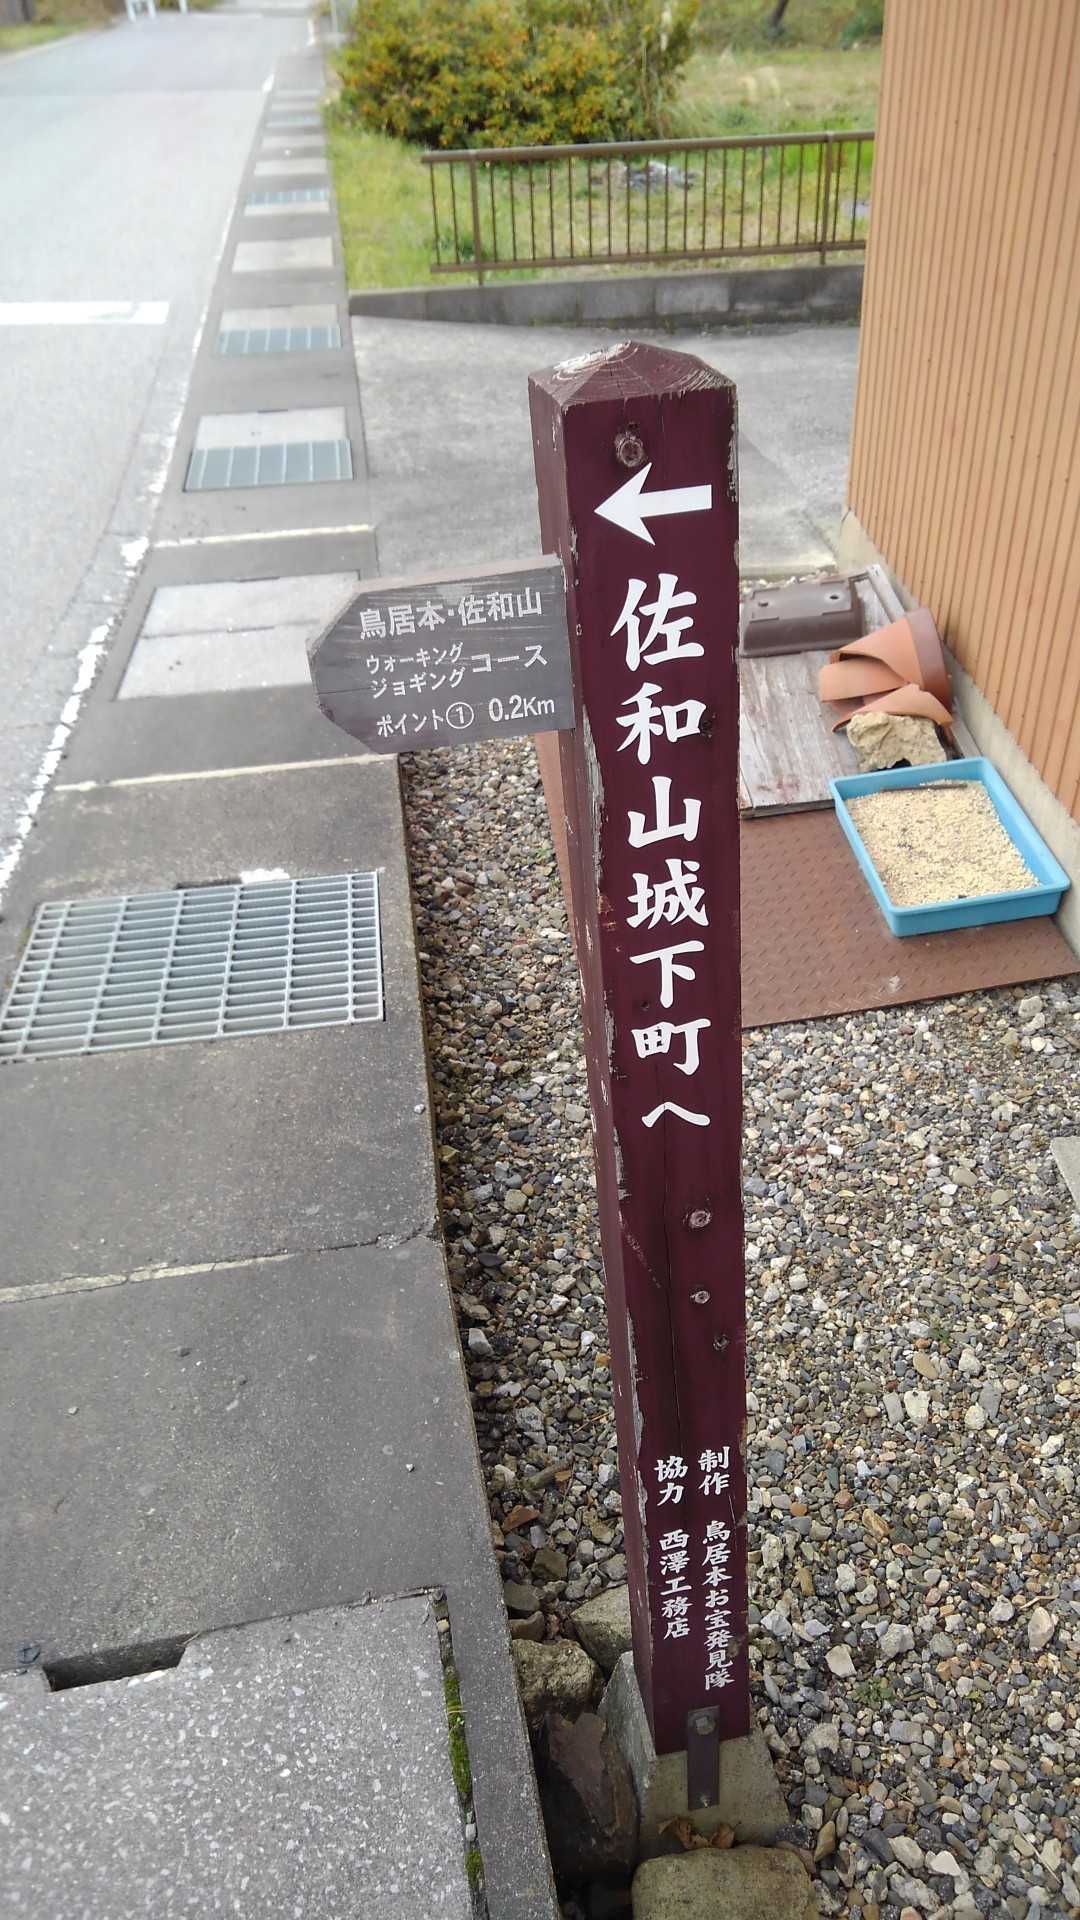 ←
佐和山城下町へ
鳥居本・佐和山
ウォーキング
ジョギング コース
ポイント① 0.2Km
制作 鳥居本お宝発見隊
協力 西澤工務店